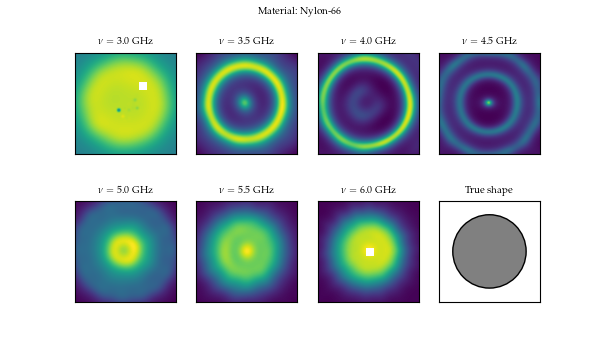 Material: Nylon-66
ν = 3.0 GHz
ν = 3.5 GHz
ν = 4.0 GHz
ν = 4.5 GHz
ν = 5.0 GHz
ν = 5.5 GHz
ν = 6.0 GHz
True shape